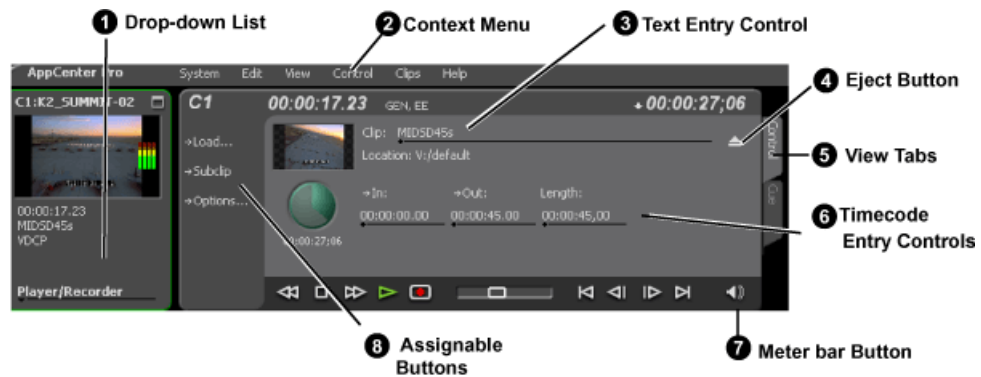 1 Drop-down List
2 Context Menu
3 Text Entry Control
AppCenter Pro System Edit View Control Clips Help
4 Eject Button
C1:K2_SUMMIT-02
C1 00:00:17.23 GEN, EE 00:00:27;06
Load...
Clip: MIDSD45s
Control
Location: V:/default
5 View Tabs
Subclip
Options...
In: Out: Length:
Cue
00:00:17.23
MIDSD45s
VDCP
00:00:00.00 00:00:45.00 00:00:45,00
6 Timecode
Entry Controls
00:00:27;06
Player/Recorder
8 Assignable
Buttons
7 Meter bar Button